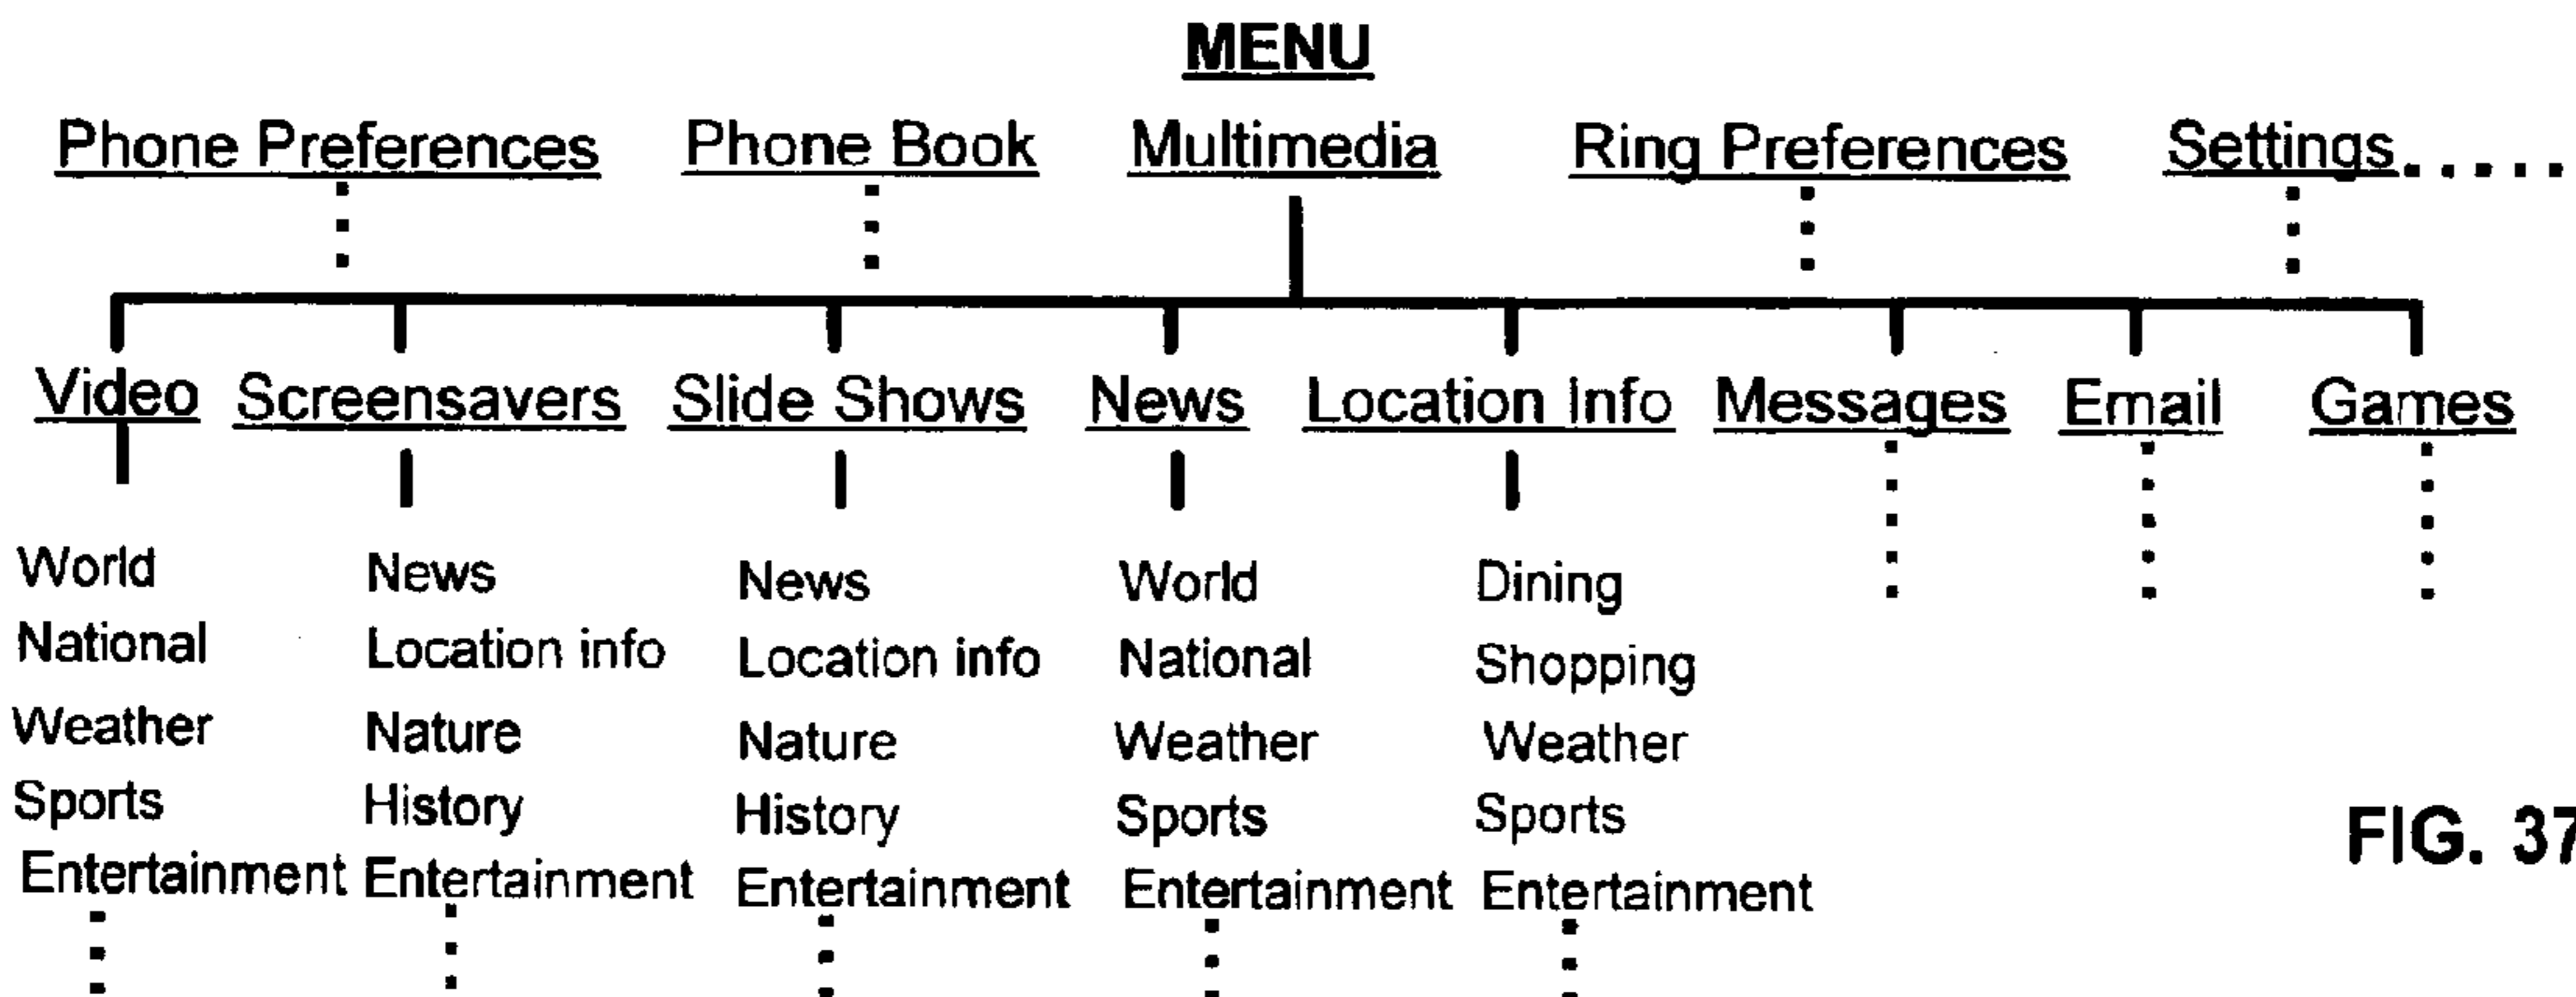 MENU
Phone Preferences Phone Book Multimedia Ring Preferences Settings.....
Video Screensavers Slide Shows News Location Info Messages Email Games
World News News World Dining
National Location info Location info National Shopping
Weather Nature Nature Weather Weather
Sports History History Sports Sports
Entertainment Entertainment Entertainment Entertainment Entertainment
FIG. 37